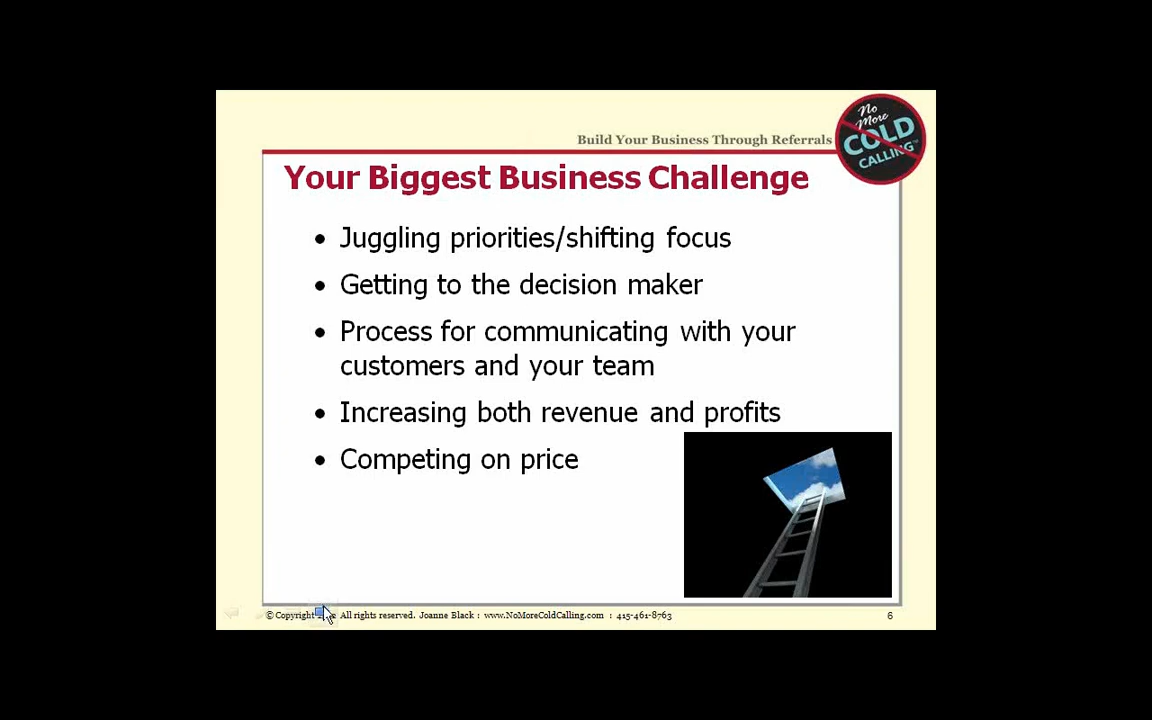 Build Your Business Through Referrals
No
More
COLD
CALLING™
Your Biggest Business Challenge
• Juggling priorities/shifting focus
• Getting to the decision maker
• Process for communicating with your
customers and your team
• Increasing both revenue and profits
• Competing on price
© Copyright All rights reserved. Joanne Black : www.NoMoreColdCalling.com : 415-461-8763
6